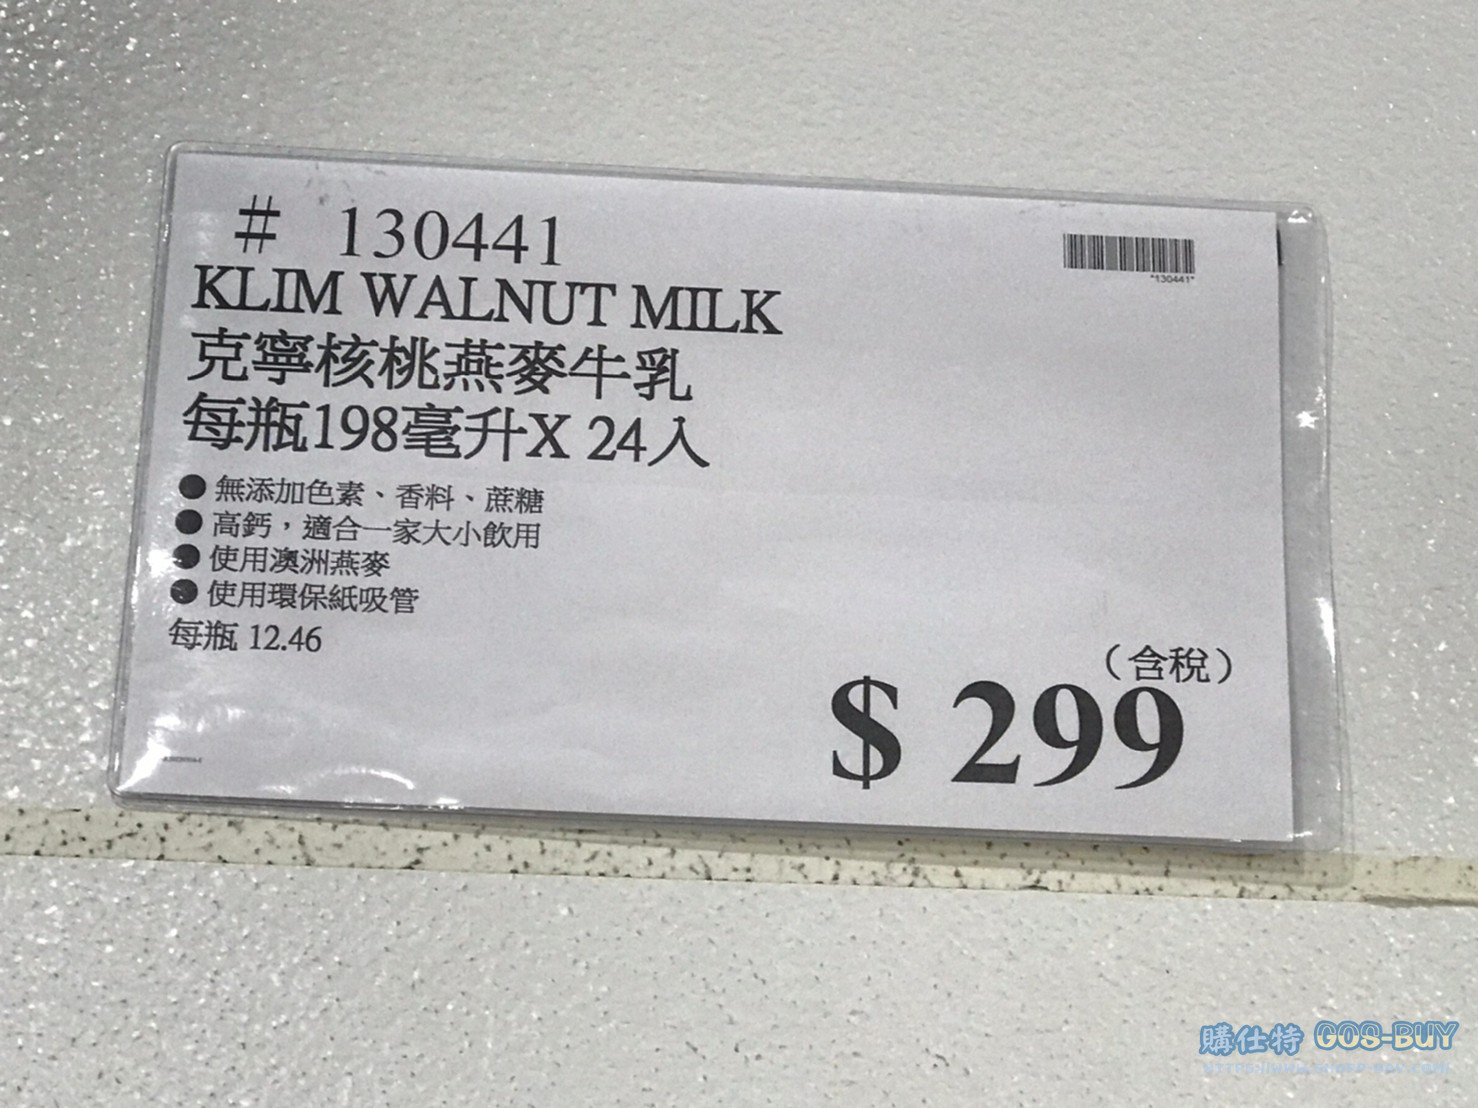 # 130441
*130441*
KLIM WALNUT MILK
克寧核桃燕麥牛乳
每瓶198毫升X 24入
● 無添加色素、香料、蔗糖
● 高鈣，適合一家大小飲用
● 使用澳洲燕麥
● 使用環保紙吸管
每瓶 12.46
（含稅）
$ 299
購仕特 GOS-BUY